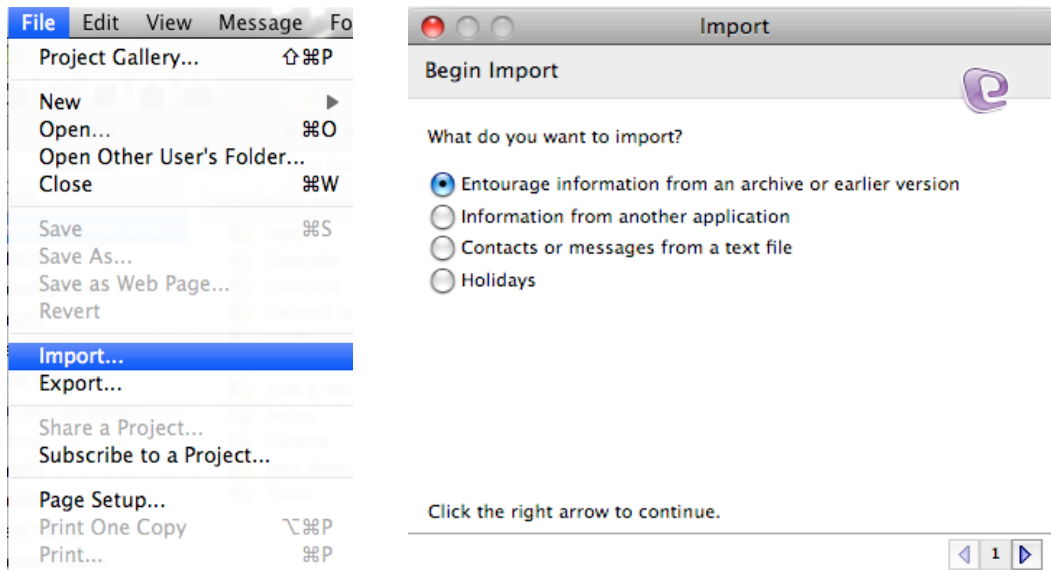 File Edit View Message Fo
Project Gallery... ⇧⌘P
New
Open... ⌘O
Open Other User's Folder...
Close ⌘W
Save ⌘S
Save As...
Save as Web Page...
Revert
Import...
Export...
Share a Project...
Subscribe to a Project...
Page Setup...
Print One Copy ⌥⌘P
Print... ⌘P
Import
Begin Import
What do you want to import?
Entourage information from an archive or earlier version
Information from another application
Contacts or messages from a text file
Holidays
Click the right arrow to continue.
1